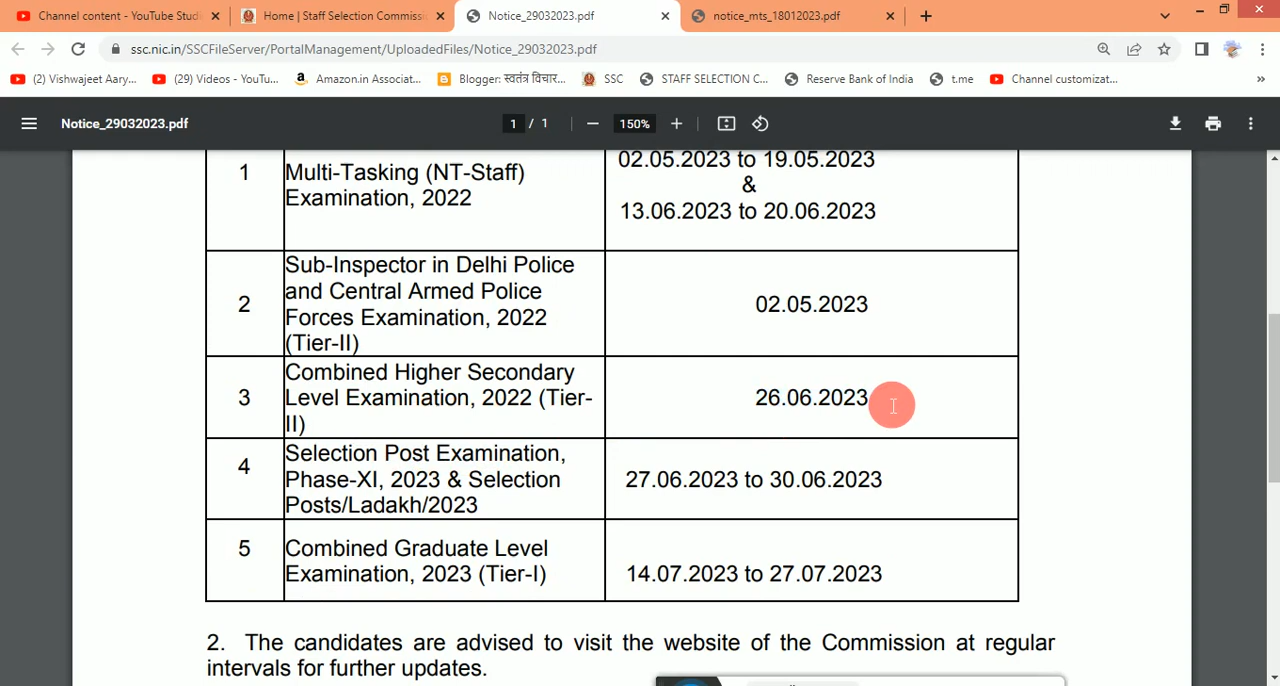 Channel content - YouTube Stud
Home | Staff Selection Commissi
Notice_29032023.pdf
notice_mts_18012023.pdf
ssc.nic.in/SSCFileServer/PortalManagement/UploadedFiles/Notice_29032023.pdf
(2) Vishwajeet Aary...
(29) Videos - YouTu...
Amazon.in Associat...
Blogger: स्वतंत्र विचार...
SSC
STAFF SELECTION C...
Reserve Bank of India
t.me
Channel customizat...
»
Notice_29032023.pdf
1 / 1
150%
1
Multi-Tasking (NT-Staff)
Examination, 2022
02.05.2023 to 19.05.2023
&
13.06.2023 to 20.06.2023
2
Sub-Inspector in Delhi Police
and Central Armed Police
Forces Examination, 2022
(Tier-II)
02.05.2023
3
Combined Higher Secondary
Level Examination, 2022 (Tier-
II)
26.06.2023
4
Selection Post Examination,
Phase-XI, 2023 & Selection
Posts/Ladakh/2023
27.06.2023 to 30.06.2023
5
Combined Graduate Level
Examination, 2023 (Tier-I)
14.07.2023 to 27.07.2023
2. The candidates are advised to visit the website of the Commission at regular
intervals for further updates.